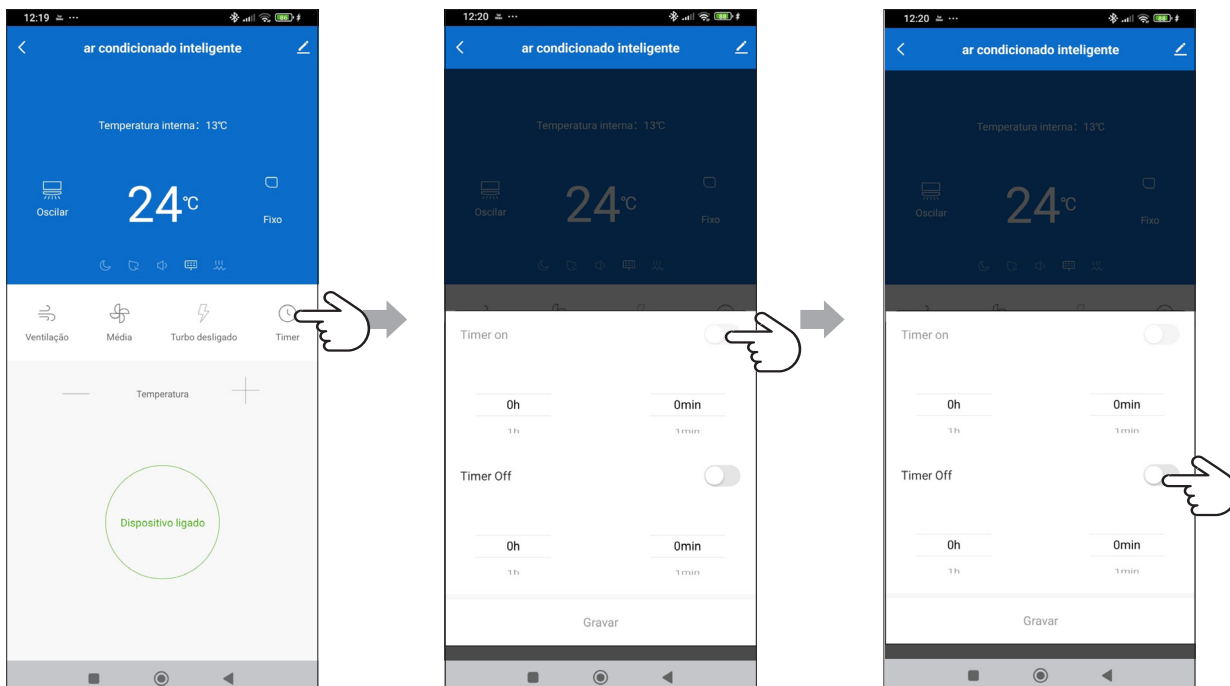 12:19
ar condicionado inteligente
Temperatura interna: 13°C
Oscilar
24°C
Fixo
Ventilação
Média
Turbo desligado
Timer
Temperatura
Dispositivo ligado
12:20
ar condicionado inteligente
Temperatura interna: 13°C
Oscilar
24°C
Fixo
Timer on
0h 0min
1h 1min
Timer Off
0h 0min
1h 1min
Gravar
12:20
ar condicionado inteligente
Temperatura interna: 13°C
Oscilar
24°C
Fixo
Timer on
0h 0min
1h 1min
Timer Off
0h 0min
1h 1min
Gravar